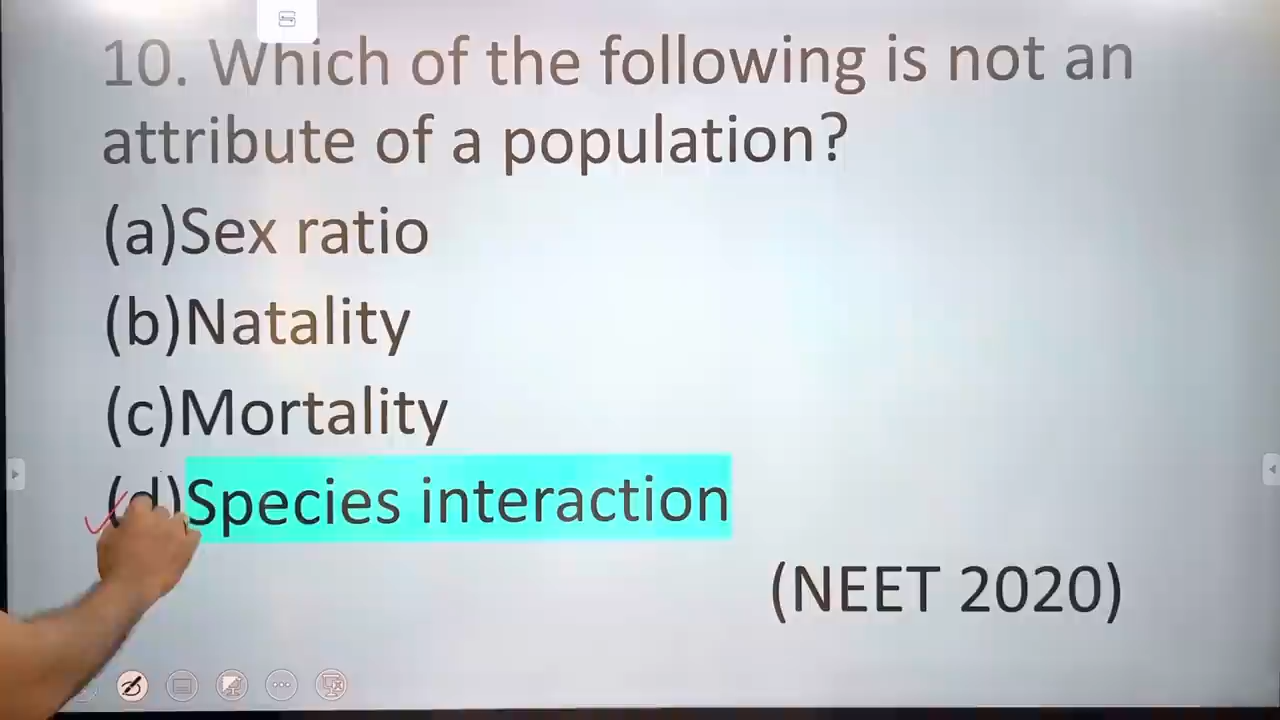 10. Which of the following is not an
attribute of a population?
(a)Sex ratio
(b)Natality
(c)Mortality
(d)Species interaction
(NEET 2020)